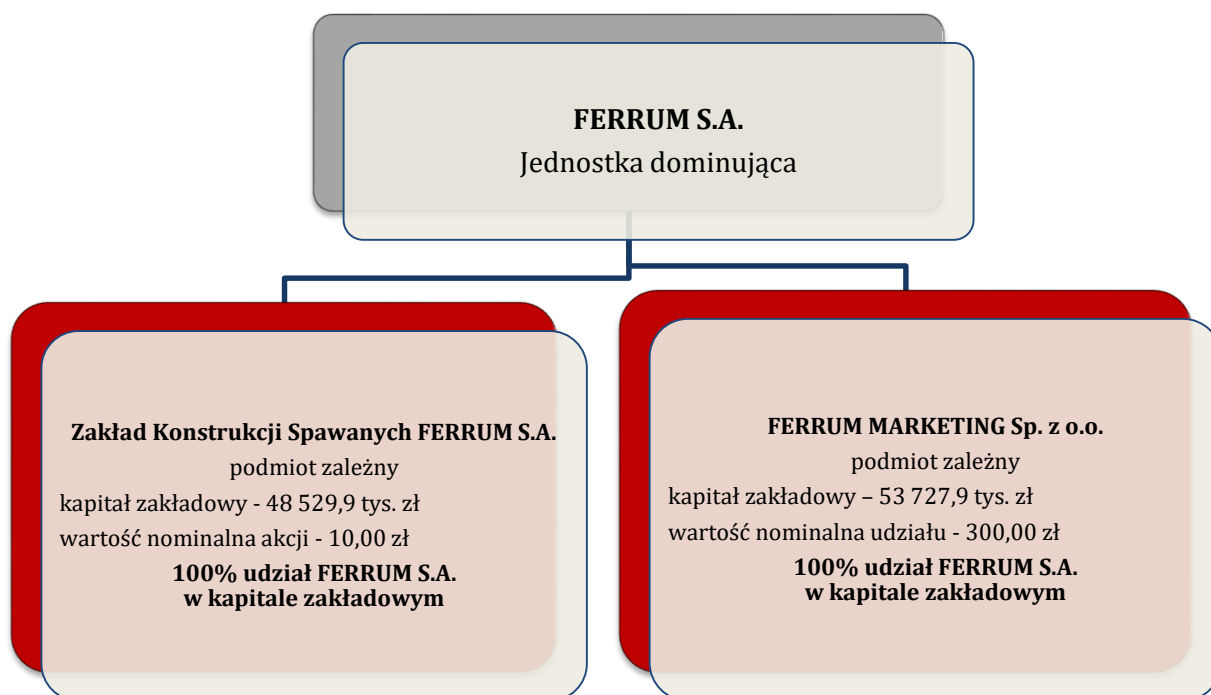 FERRUM S.A.
Jednostka dominująca
Zakład Konstrukcji Spawanych FERRUM S.A.
podmiot zależny
kapitał zakładowy - 48 529,9 tys. zł
wartość nominalna akcji - 10,00 zł
100% udział FERRUM S.A.
w kapitale zakładowym
FERRUM MARKETING Sp. z o.o.
podmiot zależny
kapitał zakładowy – 53 727,9 tys. zł
wartość nominalna udziału - 300,00 zł
100% udział FERRUM S.A.
w kapitale zakładowym